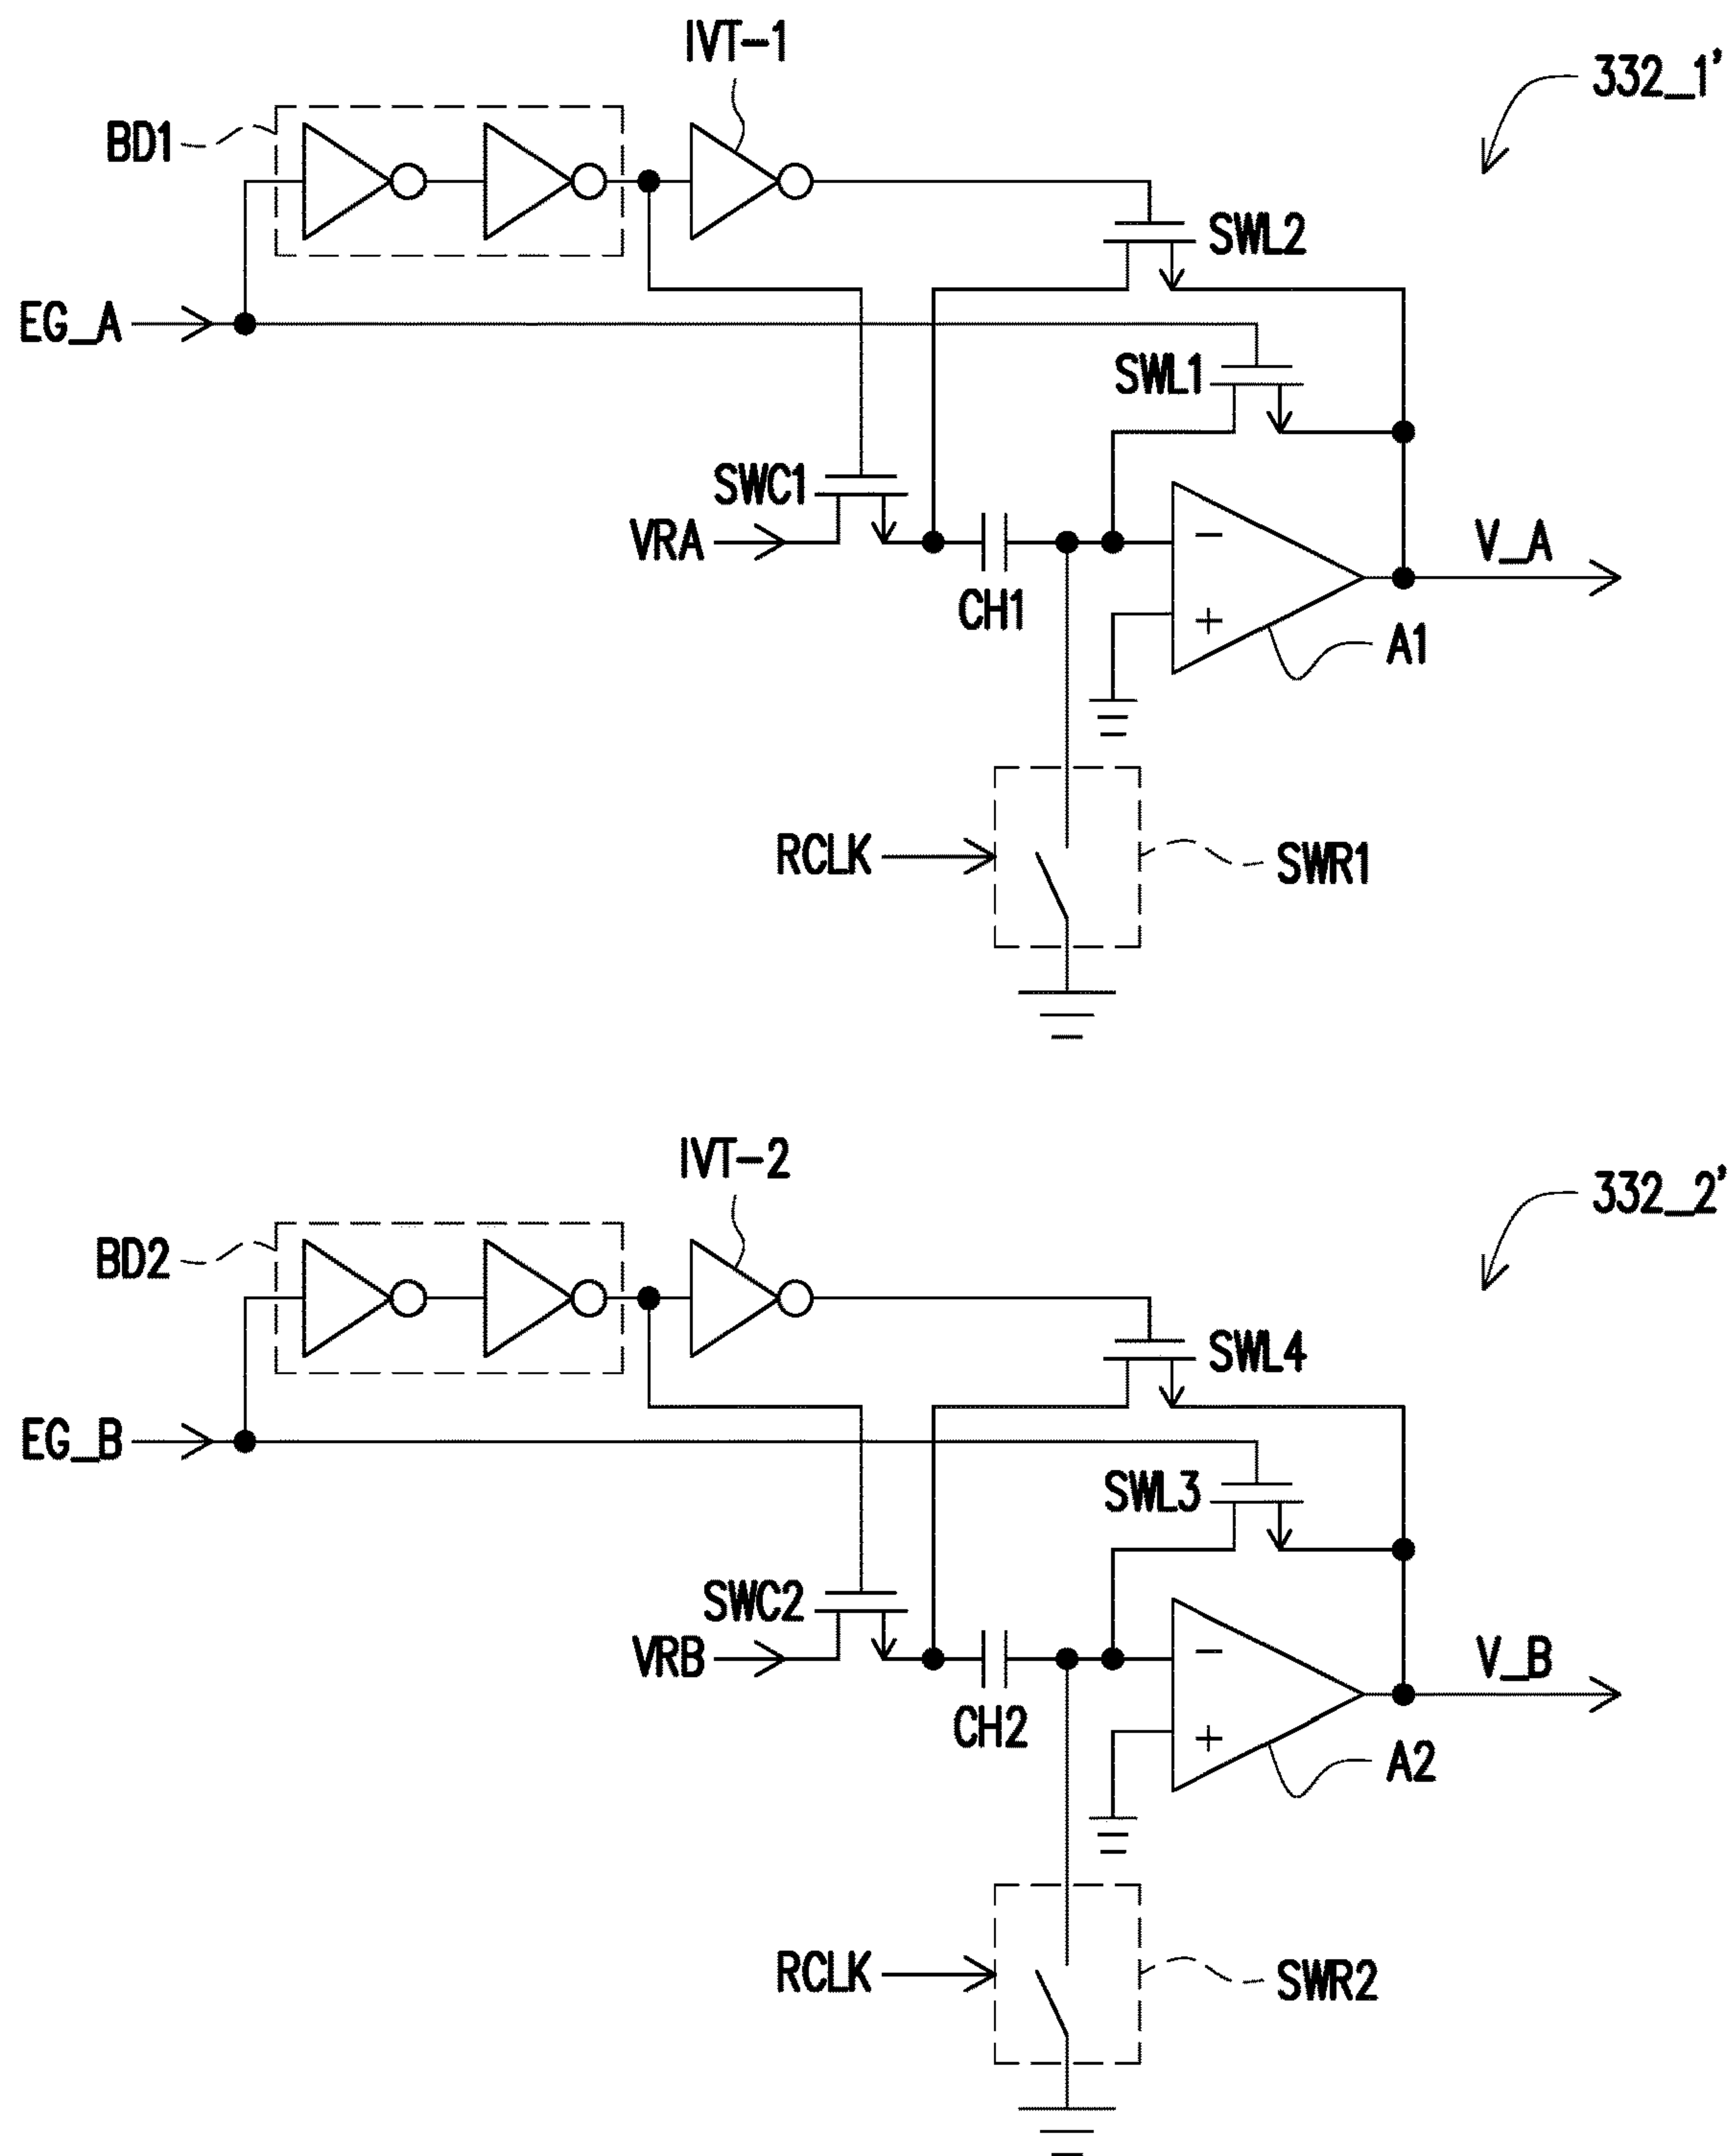 IVT-1
332_1'
BD1
SWL2
EG_A
SWL1
SWC1
VRA
V_A
CH1
A1
RCLK
SWR1
IVT-2
332_2'
BD2
SWL4
EG_B
SWL3
SWC2
VRB
V_B
CH2
A2
RCLK
SWR2